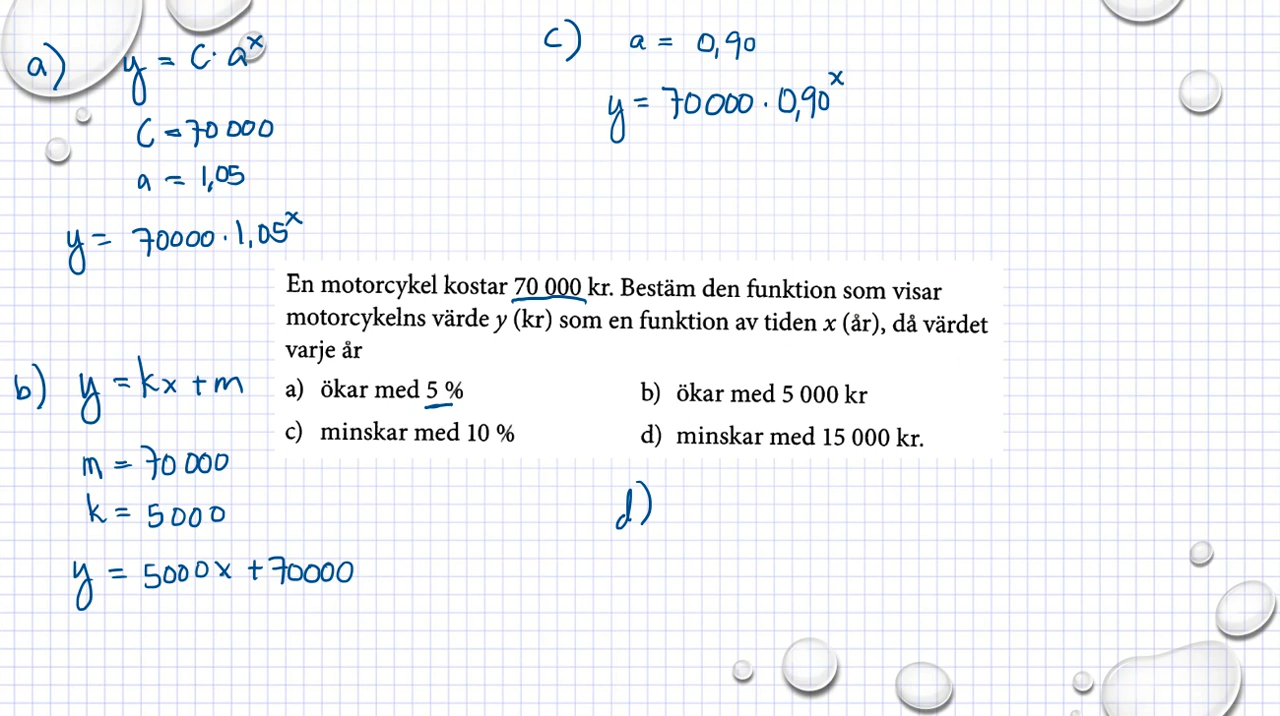 a) y = C · a^x
C = 70 000
a = 1,05
y = 70000 · 1,05^x
c) a = 0,90
y = 70000 · 0,90^x
En motorcykel kostar 70 000 kr. Bestäm den funktion som visar
motorcykelns värde y (kr) som en funktion av tiden x (år), då värdet
varje år
a) ökar med 5 %
b) ökar med 5 000 kr
c) minskar med 10 %
d) minskar med 15 000 kr.
b) y = kx + m
m = 70 000
k = 5000
y = 5000x + 70000
d)